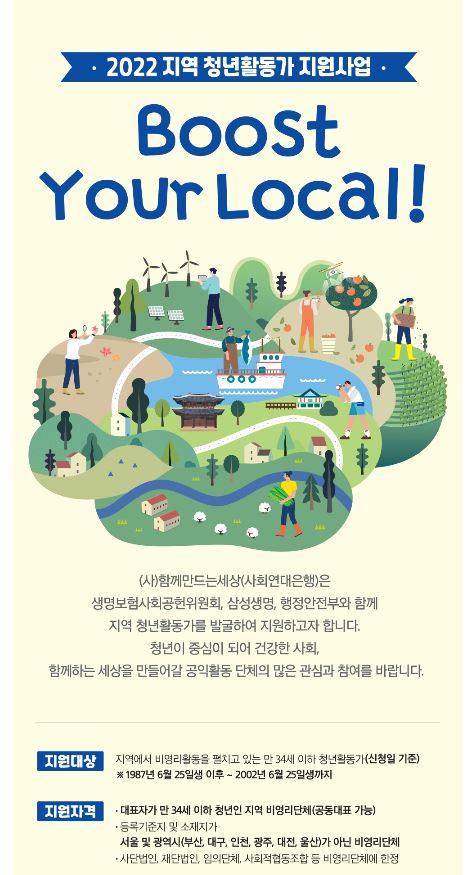 · 2022 지역 청년활동가 지원사업 ·
Boost
Your Local!
(사)함께만드는세상(사회연대은행)은
생명보험사회공헌위원회, 삼성생명, 행정안전부와 함께
지역 청년활동가를 발굴하여 지원하고자 합니다.
청년이 중심이 되어 건강한 사회,
함께하는 세상을 만들어갈 공익활동 단체의 많은 관심과 참여를 바랍니다.
지원대상 지역에서 비영리활동을 펼치고 있는 만 34세 이하 청년활동가(신청일 기준)
※ 1987년 6월 25일생 이후 ~ 2002년 6월 25일생까지
지원자격 · 대표자가 만 34세 이하 청년인 지역 비영리단체(공동대표 가능)
· 등록기준지 및 소재지가
서울 및 광역시(부산, 대구, 인천, 광주, 대전, 울산)가 아닌 비영리단체
· 사단법인, 재단법인, 임의단체, 사회적협동조합 등 비영리단체에 한정